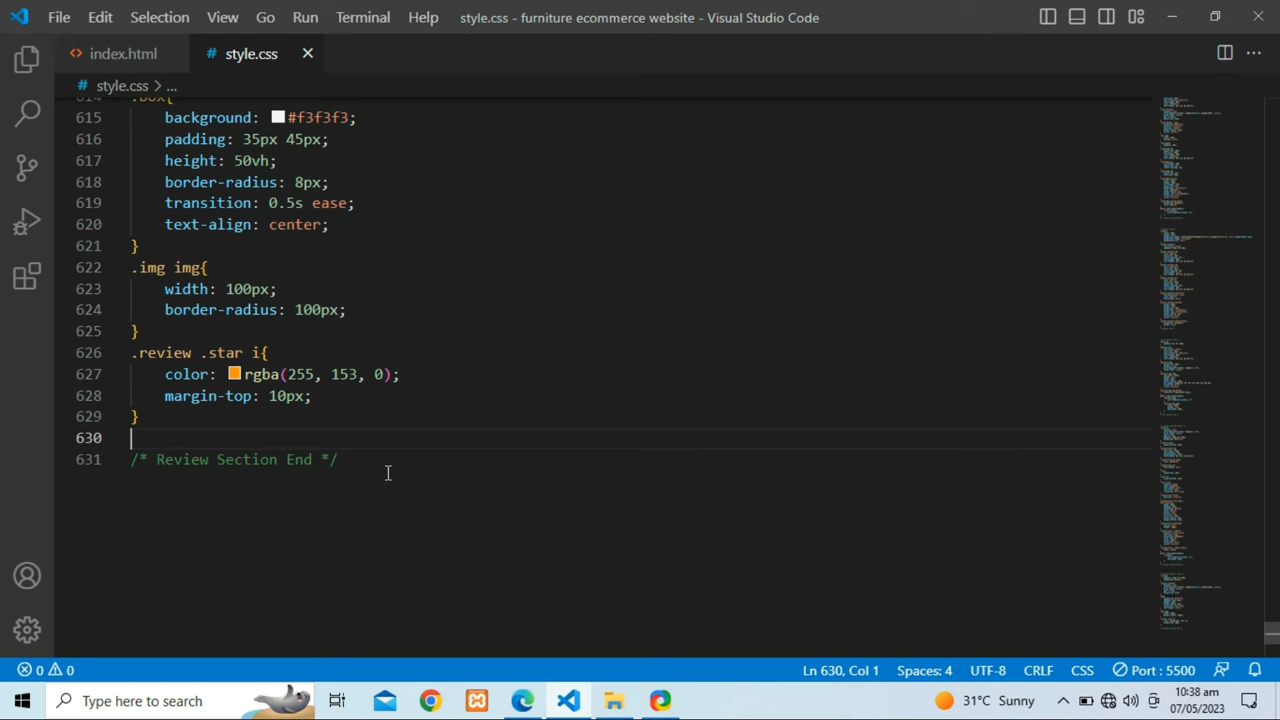 File Edit Selection View Go Run Terminal Help style.css - furniture ecommerce website - Visual Studio Code
index.html # style.css
# style.css > ...
614 .box{
615 background: #f3f3f3;
616 padding: 35px 45px;
617 height: 50vh;
618 border-radius: 8px;
619 transition: 0.5s ease;
620 text-align: center;
621 }
622 .img img{
623 width: 100px;
624 border-radius: 100px;
625 }
626 .review .star i{
627 color: rgba(255, 153, 0);
628 margin-top: 10px;
629 }
630
631 /* Review Section End */
0 0 Ln 630, Col 1 Spaces: 4 UTF-8 CRLF CSS Port : 5500
Type here to search 31°C Sunny 10:38 am
07/05/2023